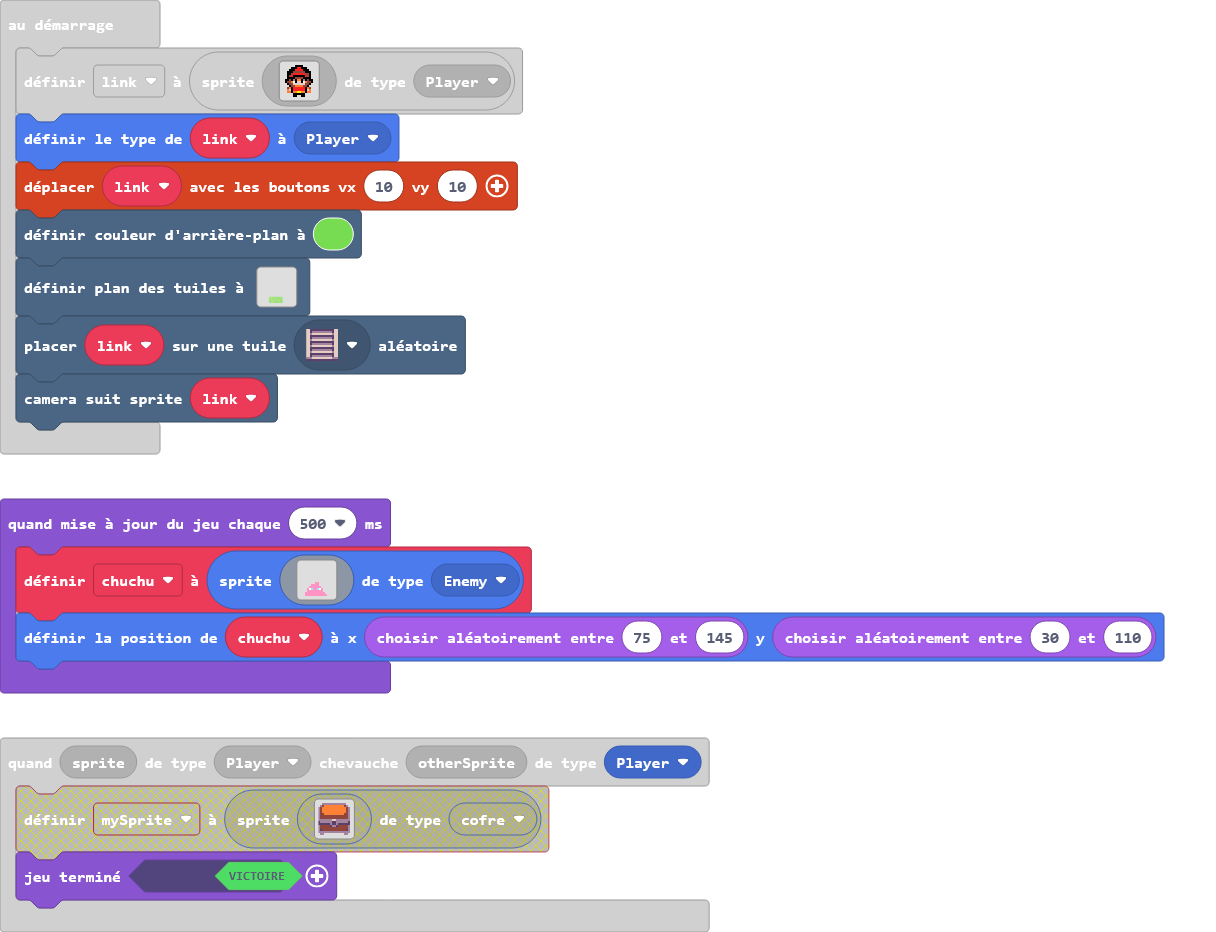 au démarrage
définir link à sprite de type Player
définir le type de link à Player
déplacer link avec les boutons vx 10 vy 10
définir couleur d'arrière-plan à
définir plan des tuiles à
placer link sur une tuile aléatoire
camera suit sprite link
quand mise à jour du jeu chaque 500 ms
définir chuchu à sprite de type Enemy
définir la position de chuchu à x choisir aléatoirement entre 75 et 145 y choisir aléatoirement entre 30 et 110
quand sprite de type Player chevauche otherSprite de type Player
définir mySprite à sprite de type cofre
jeu terminé VICTOIRE